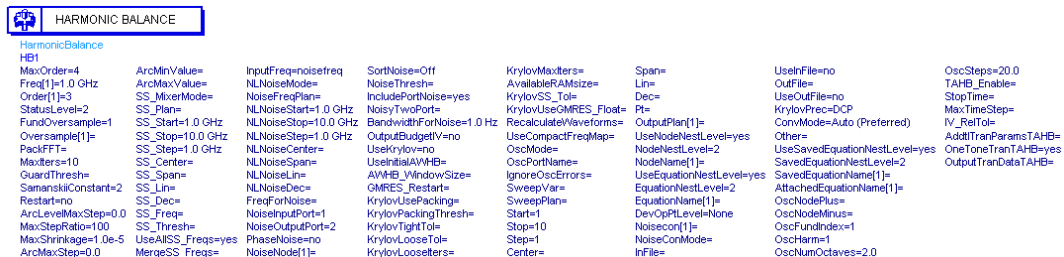 HARMONIC BALANCE
HarmonicBalance
HB1
MaxOrder=4
Freq[1]=1.0 GHz
Order[1]=3
StatusLevel=2
FundOversample=1
Oversample[1]=
PackFFT=
MaxIters=10
GuardThresh=
SamanskiiConstant=2
Restart=no
ArcLevelMaxStep=0.0
MaxStepRatio=100
MaxShrinkage=1.0e-5
ArcMaxStep=0.0
ArcMinValue=
ArcMaxValue=
SS_MixerMode=
SS_Plan=
SS_Start=1.0 GHz
SS_Stop=10.0 GHz
SS_Step=1.0 GHz
SS_Center=
SS_Span=
SS_Lin=
SS_Dec=
SS_Freq=
SS_Thresh=
UseAllSS_Freqs=yes
MergeSS_Freqs=
InputFreq=noisefreq
NLNoiseMode=
NoiseFreqPlan=
NLNoiseStart=1.0 GHz
NLNoiseStop=10.0 GHz
NLNoiseStep=1.0 GHz
NLNoiseCenter=
NLNoiseSpan=
NLNoiseLin=
NLNoiseDec=
FreqForNoise=
NoiseInputPort=1
NoiseOutputPort=2
PhaseNoise=no
NoiseNode[1]=
SortNoise=Off
NoiseThresh=
IncludePortNoise=yes
NoisyTwoPort=
BandwidthForNoise=1.0 Hz
OutputBudgetIV=no
UseKrylov=no
UseInitialAWHB=
AWHB_WindowSize=
GMRES_Restart=
KrylovUsePacking=
KrylovPackingThresh=
KrylovTightTol=
KrylovLooseTol=
KrylovLooseIters=
KrylovMaxIters=
AvailableRAMsize=
KrylovSS_Tol=
KrylovUseGMRES_Float=
RecalculateWaveforms=
UseCompactFreqMap=
OscMode=
OscPortName=
IgnoreOscErrors=
SweepVar=
SweepPlan=
Start=1
Stop=10
Step=1
Center=
Span=
Lin=
Dec=
Pt=
OutputPlan[1]=
UseNodeNestLevel=yes
NodeNestLevel=2
NodeName[1]=
UseEquationNestLevel=yes
EquationNestLevel=2
EquationName[1]=
DevOpPtLevel=None
Noisecon[1]=
NoiseConMode=
InFile=
UseInFile=no
OutFile=
UseOutFile=no
KrylovPrec=DCP
ConvMode=Auto (Preferred)
Other=
UseSavedEquationNestLevel=yes
SavedEquationNestLevel=2
SavedEquationName[1]=
AttachedEquationName[1]=
OscNodePlus=
OscNodeMinus=
OscFundIndex=1
OscHarm=1
OscNumOctaves=2.0
OscSteps=20.0
TAHB_Enable=
StopTime=
MaxTimeStep=
IV_RelTol=
AddtlTranParamsTAHB=
OneToneTranTAHB=yes
OutputTranDataTAHB=